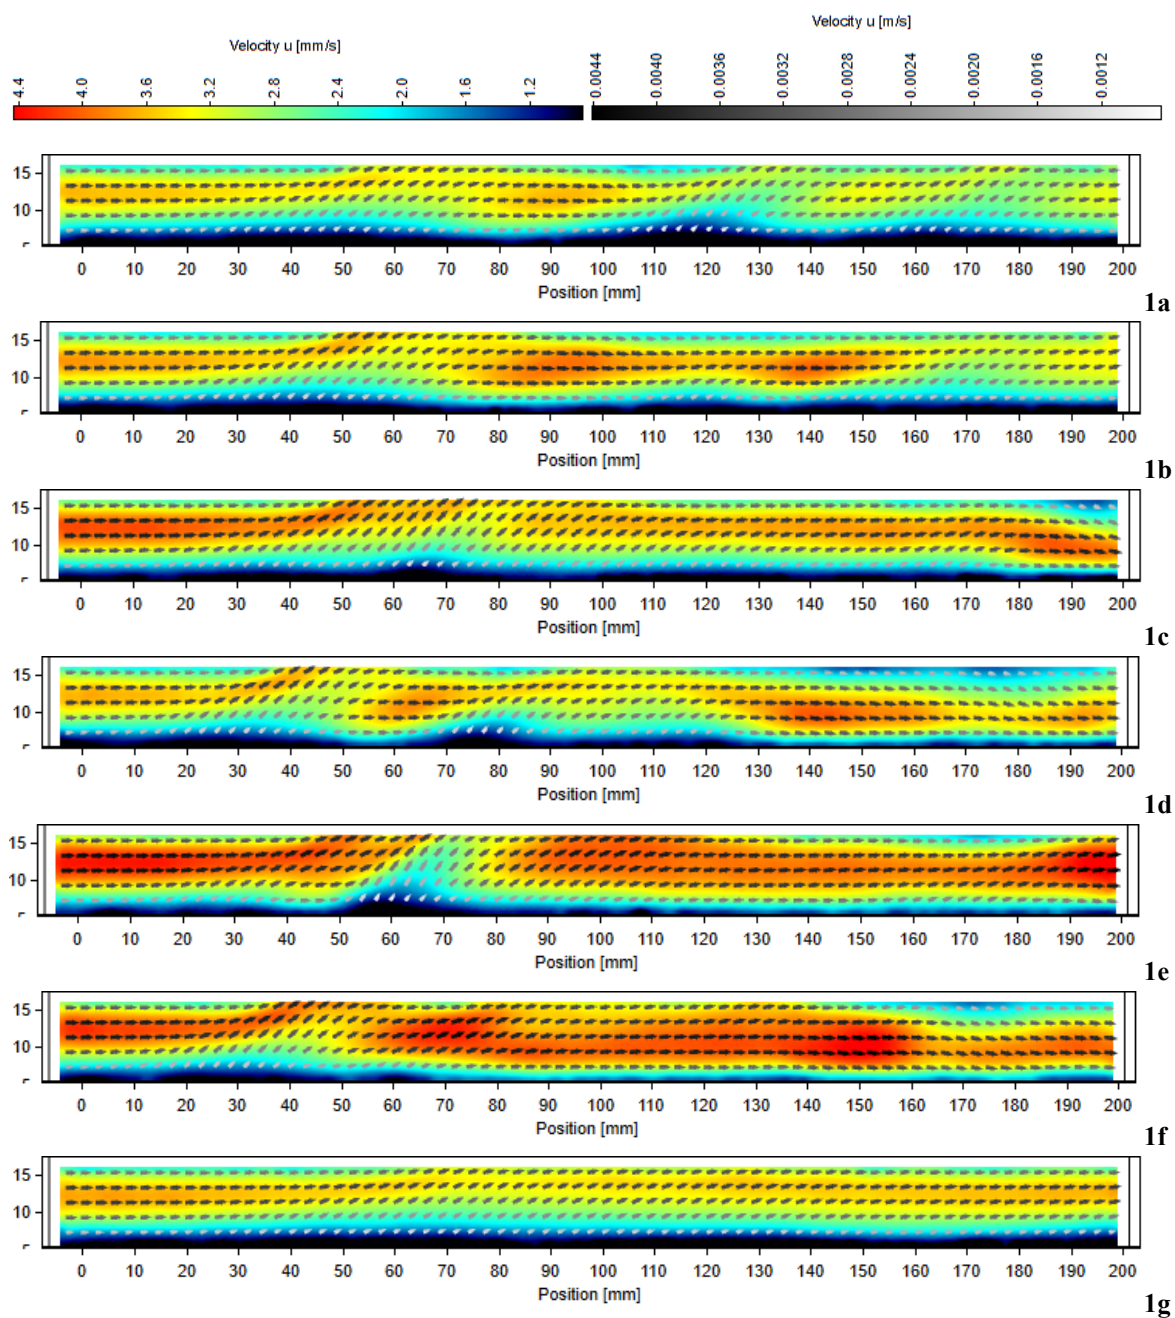 Velocity u [mm/s]
4.4 4.0 3.6 3.2 2.8 2.4 2.0 1.6 1.2
Velocity u [m/s]
0.0044 0.0040 0.0036 0.0032 0.0028 0.0024 0.0020 0.0016 0.0012
15
10
0 10 20 30 40 50 60 70 80 90 100 110 120 130 140 150 160 170 180 190 200
Position [mm]
1a
15
10
0 10 20 30 40 50 60 70 80 90 100 110 120 130 140 150 160 170 180 190 200
Position [mm]
1b
15
10
0 10 20 30 40 50 60 70 80 90 100 110 120 130 140 150 160 170 180 190 200
Position [mm]
1c
15
10
0 10 20 30 40 50 60 70 80 90 100 110 120 130 140 150 160 170 180 190 200
Position [mm]
1d
15
10
0 10 20 30 40 50 60 70 80 90 100 110 120 130 140 150 160 170 180 190 200
Position [mm]
1e
15
10
0 10 20 30 40 50 60 70 80 90 100 110 120 130 140 150 160 170 180 190 200
Position [mm]
1f
15
10
0 10 20 30 40 50 60 70 80 90 100 110 120 130 140 150 160 170 180 190 200
Position [mm]
1g